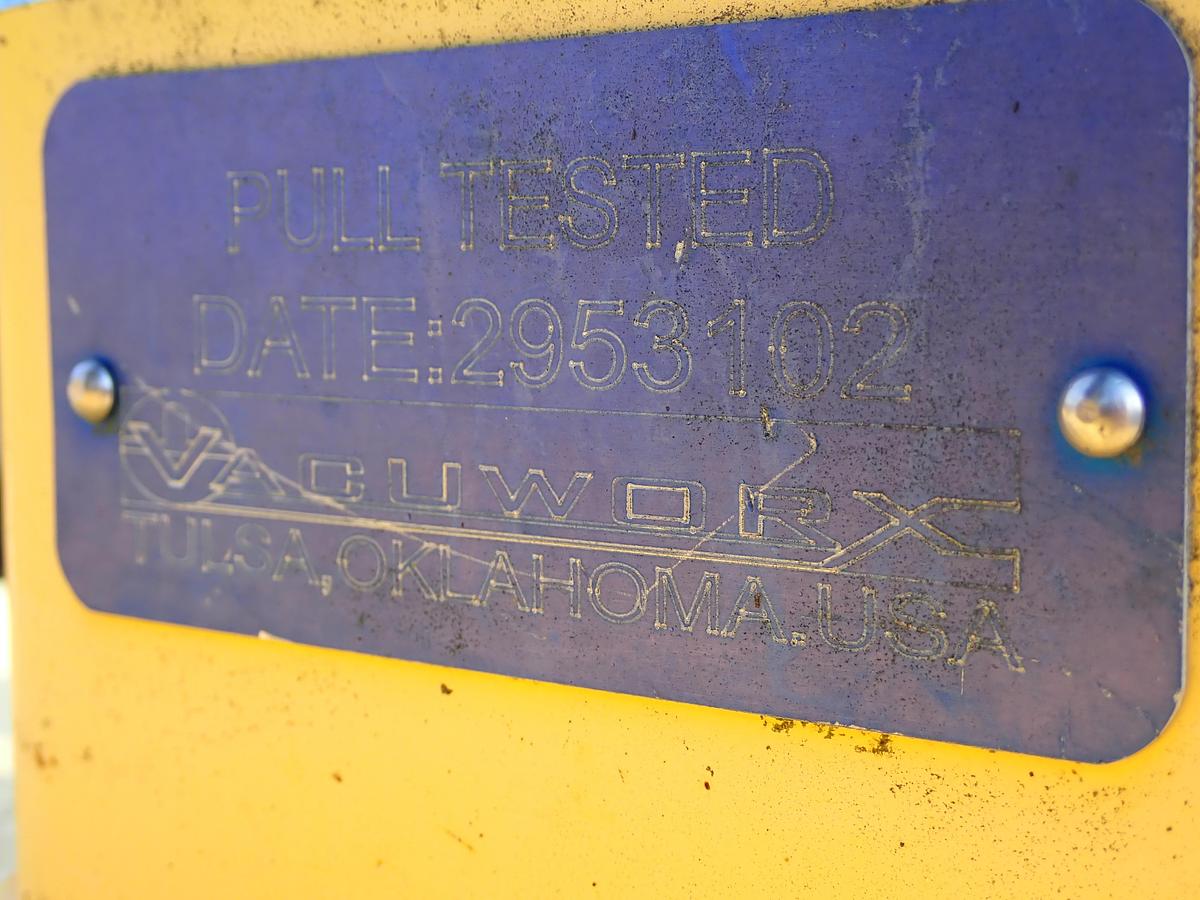 PULL TESTED
DATE:2953102
VACUWORX
TULSA,OKLAHOMA.USA